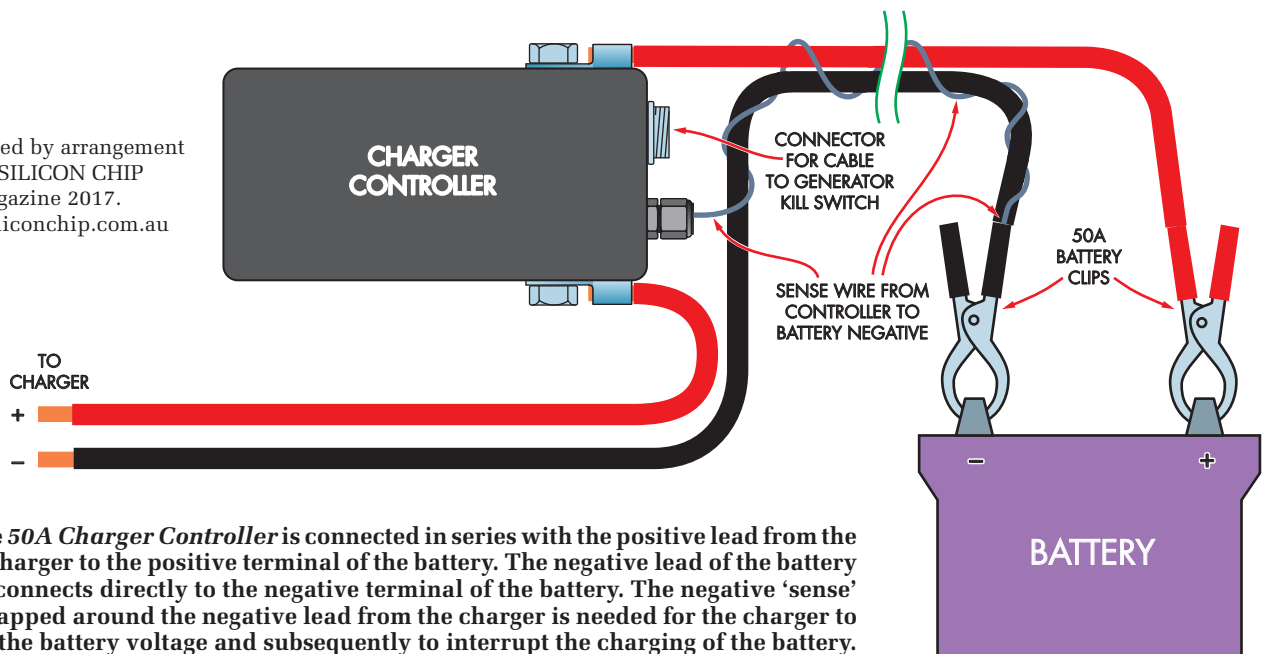 ed by arrangement
SILICON CHIP
gazine 2017.
iliconchip.com.au
CHARGER
CONTROLLER
CONNECTOR
FOR CABLE
TO GENERATOR
KILL SWITCH
50A
BATTERY
CLIPS
SENSE WIRE FROM
CONTROLLER TO
BATTERY NEGATIVE
TO
CHARGER
+
–
–
+
BATTERY
e 50A Charger Controller is connected in series with the positive lead from the
harger to the positive terminal of the battery. The negative lead of the battery
connects directly to the negative terminal of the battery. The negative ‘sense’
apped around the negative lead from the charger is needed for the charger to
the battery voltage and subsequently to interrupt the charging of the battery.